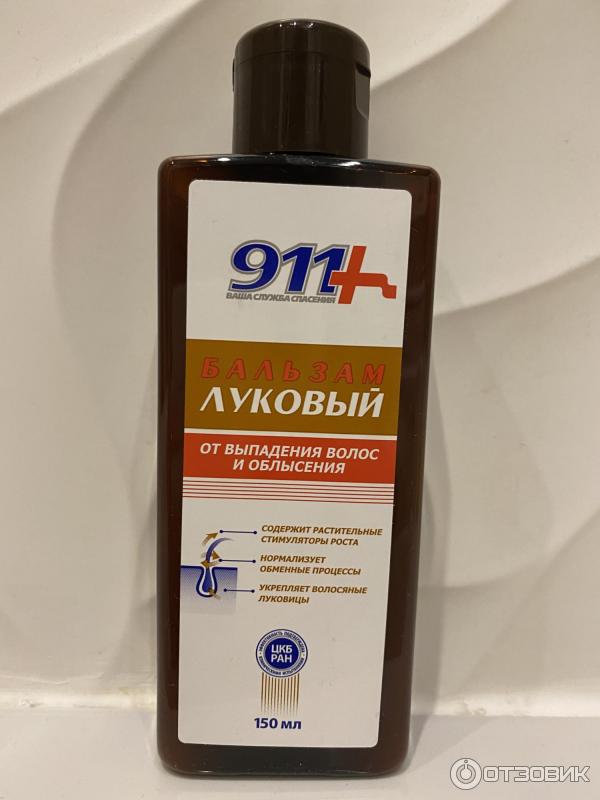 911+
ВАША СЛУЖБА СПАСЕНИЯ
БАЛЬЗАМ
ЛУКОВЫЙ
ОТ ВЫПАДЕНИЯ ВОЛОС
И ОБЛЫСЕНИЯ
СОДЕРЖИТ РАСТИТЕЛЬНЫЕ
СТИМУЛЯТОРЫ РОСТА
НОРМАЛИЗУЕТ
ОБМЕННЫЕ ПРОЦЕССЫ
УКРЕПЛЯЕТ ВОЛОСЯНЫЕ
ЛУКОВИЦЫ
ЦКБ
РАН
150 мл
ОТЗОВИК